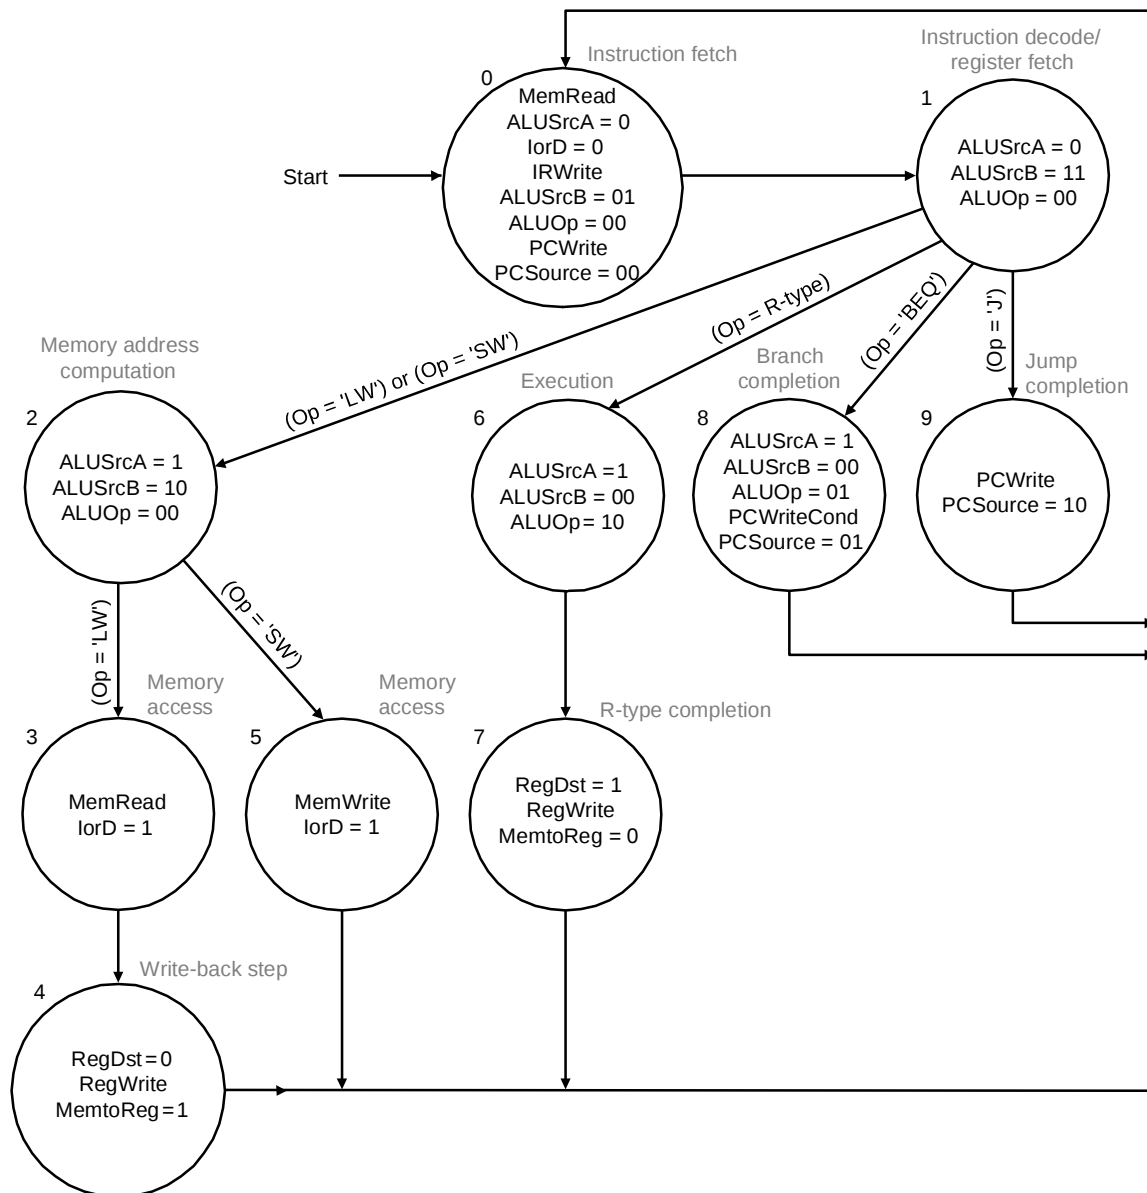 Instruction fetch
0
MemRead
ALUSrcA = 0
IorD = 0
IRWrite
ALUSrcB = 01
ALUOp = 00
PCWrite
PCSource = 00
Start
Instruction decode/
register fetch
1
ALUSrcA = 0
ALUSrcB = 11
ALUOp = 00
(Op = 'LW') or (Op = 'SW')
(Op = R-type)
(Op = 'BEQ')
(Op = 'J')
Memory address
computation
2
ALUSrcA = 1
ALUSrcB = 10
ALUOp = 00
Execution
6
ALUSrcA = 1
ALUSrcB = 00
ALUOp = 10
Branch
completion
8
ALUSrcA = 1
ALUSrcB = 00
ALUOp = 01
PCWriteCond
PCSource = 01
Jump
completion
9
PCWrite
PCSource = 10
(Op = 'LW')
(Op = 'SW')
Memory
access
3
MemRead
IorD = 1
Memory
access
5
MemWrite
IorD = 1
R-type completion
7
RegDst = 1
RegWrite
MemtoReg = 0
Write-back step
4
RegDst = 0
RegWrite
MemtoReg = 1